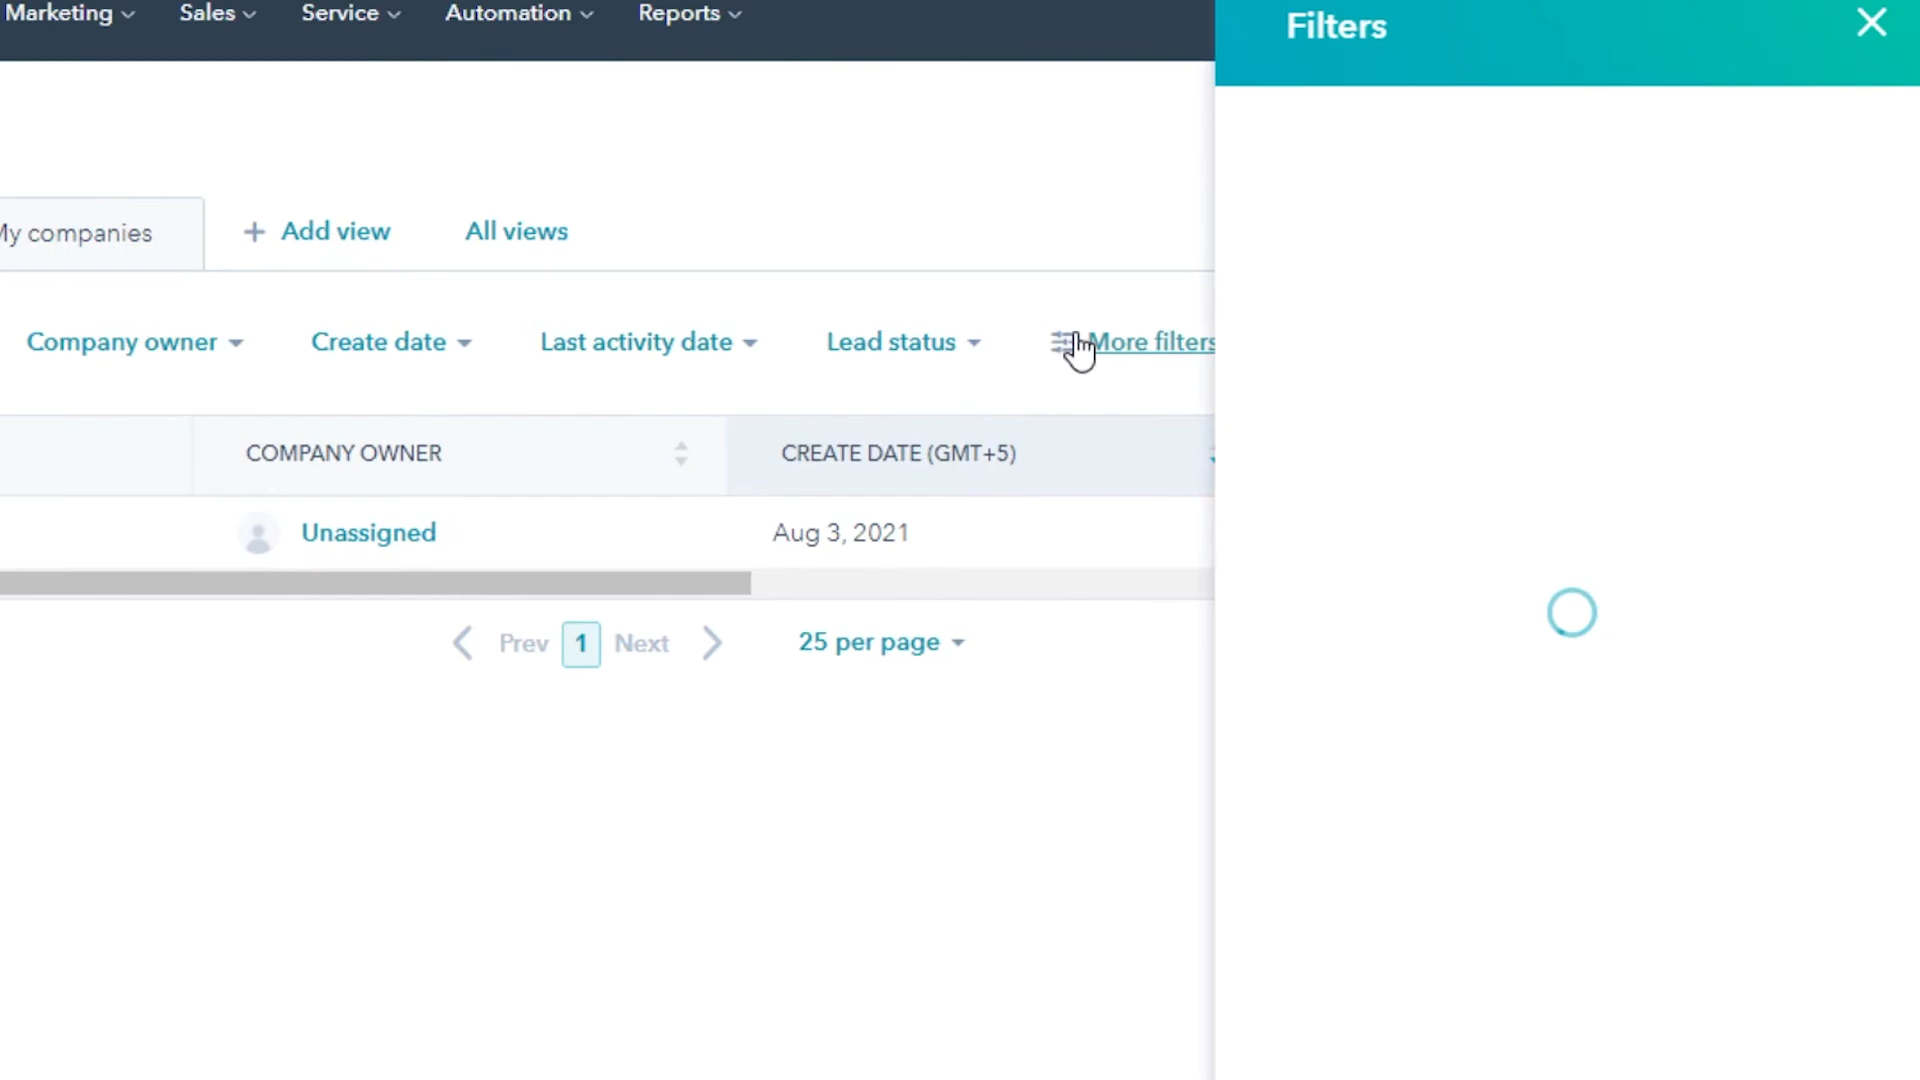 Marketing Sales Service Automation Reports
Filters
My companies
Add view
All views
Company owner Create date Last activity date Lead status More filters
COMPANY OWNER CREATE DATE (GMT+5)
Unassigned Aug 3, 2021
Prev 1 Next 25 per page